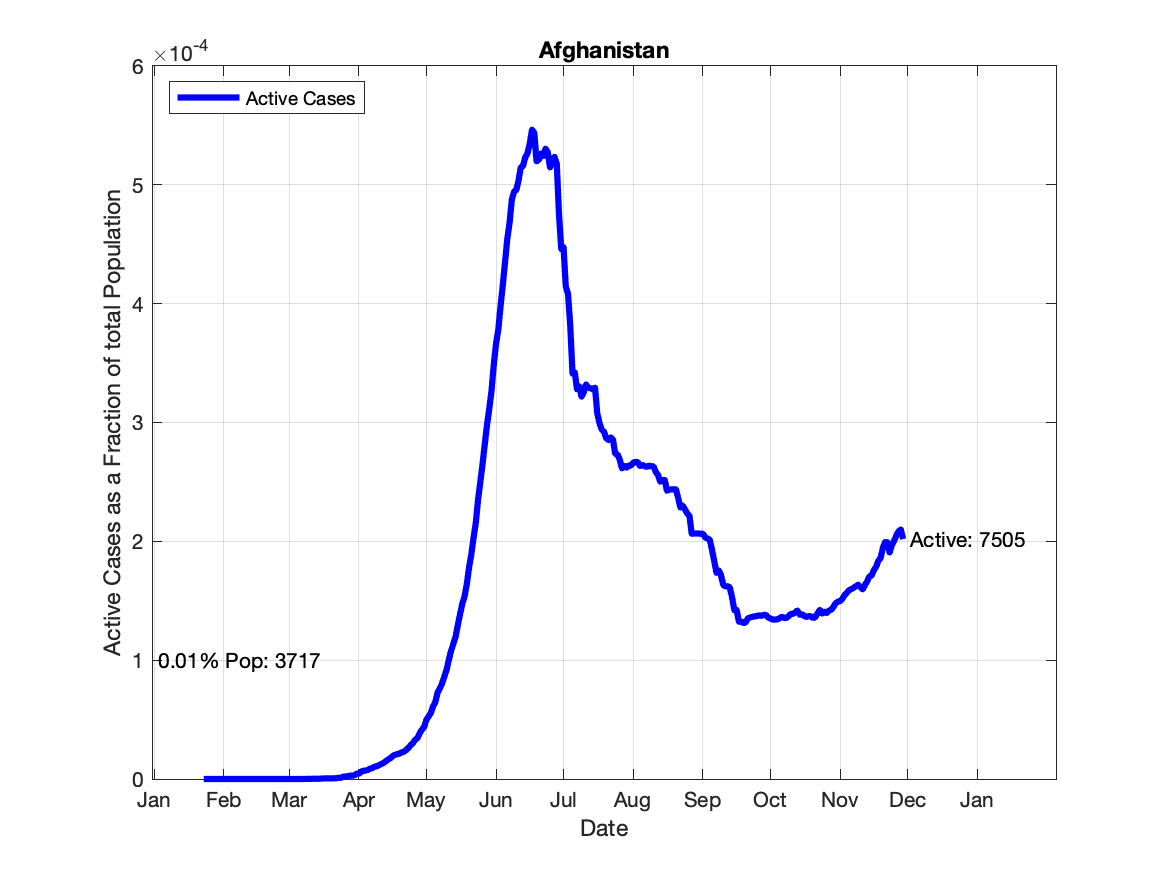 Afghanistan
×10⁻⁴
Active Cases
6
5
4
3
2
1
0
Active Cases as a Fraction of total Population
0.01% Pop: 3717
Active: 7505
Jan Feb Mar Apr May Jun Jul Aug Sep Oct Nov Dec Jan
Date